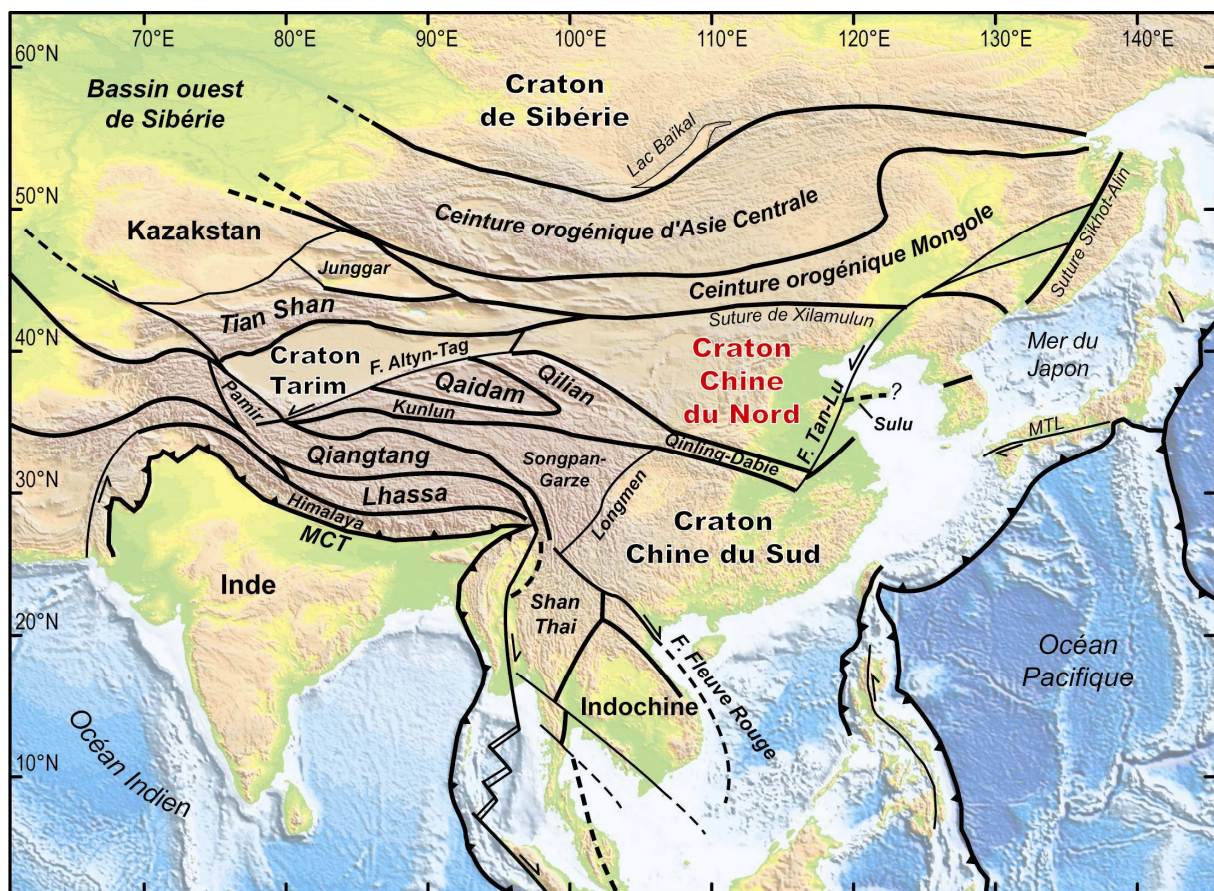 70°E
80°E
90°E
100°E
110°E
120°E
130°E
140°E
60°N
50°N
40°N
30°N
20°N
10°N
Bassin ouest
de Sibérie
Craton
de Sibérie
Lac Baïkal
Ceinture orogénique d'Asie Centrale
Kazakstan
Junggar
Ceinture orogénique Mongole
Suture Sikhot-Alin
Tian Shan
Suture de Xilamulun
Craton
Tarim
F. Altyn-Tag
Craton
Chine
du Nord
Mer du
Japon
Qaidam
Qilian
Pamir
Kunlun
F. Tan-Lu
?
Sulu
MTL
Qinling-Dabie
Qiangtang
Songpan-
Garze
Lhassa
Longmen
Himalaya
MCT
Craton
Chine du Sud
Inde
Shan
Thai
F. Fleuve Rouge
Indochine
Océan
Pacifique
Océan Indien